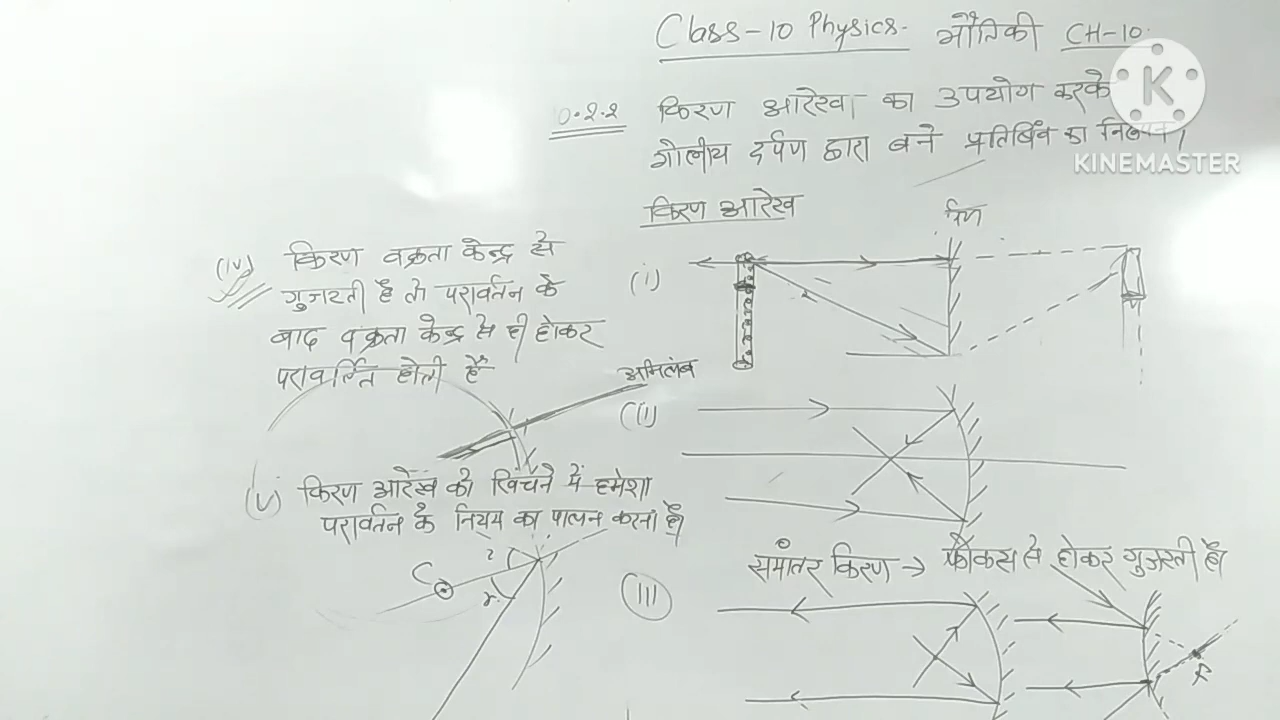 Class-10 Physics. भौतिकी CH-10.
0.2.2 किरण आरेख का उपयोग करके
गोलीय दर्पण द्वारा बने प्रतिबिंब का
K
KINEMASTER
किरण आरेख
(i)
(ii)
समांतर किरण → फोकस से होकर गुजरती है।
(III)
F
(iv) किरण वक्रता केन्द्र से
गुजरती है तो परावर्तन के
बाद वक्रता केन्द्र से ही होकर
परावर्तित होती है
अभिलंब
(v) किरण आरेख को खिंचने में हमेशा
परावर्तन के नियम का पालन करना है।
C
i
r